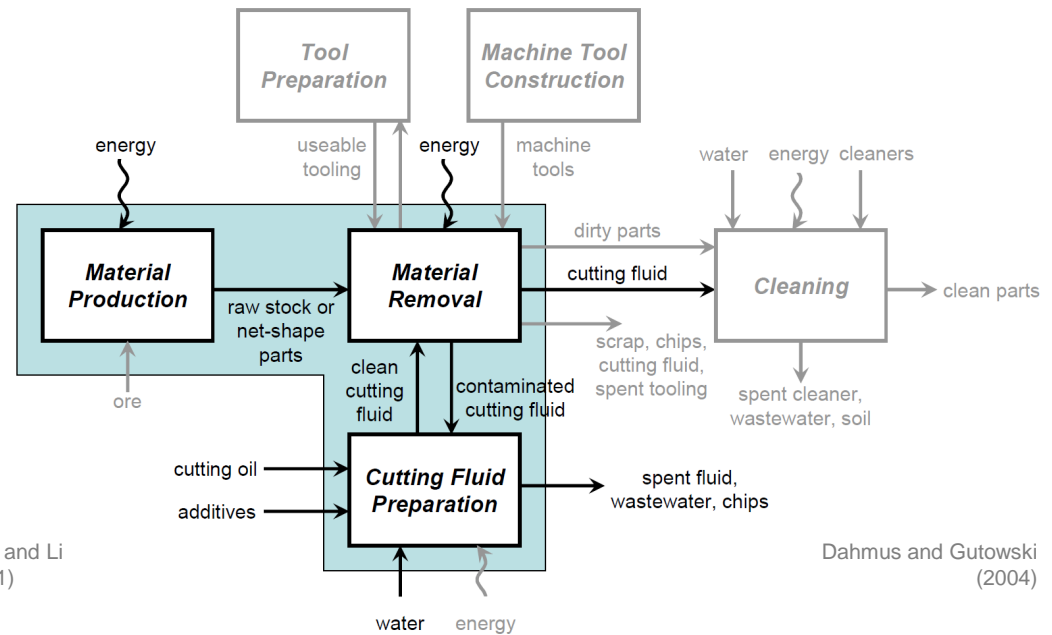 Tool
Preparation
Machine Tool
Construction
energy
useable
tooling
energy
machine
tools
water
energy
cleaners
Material
Production
raw stock or
net-shape
parts
Material
Removal
dirty parts
cutting fluid
Cleaning
clean parts
ore
clean
cutting
fluid
contaminated
cutting fluid
scrap, chips,
cutting fluid,
spent tooling
spent cleaner,
wastewater, soil
cutting oil
additives
Cutting Fluid
Preparation
spent fluid,
wastewater, chips
water
energy
and Li
1)
Dahmus and Gutowski
(2004)